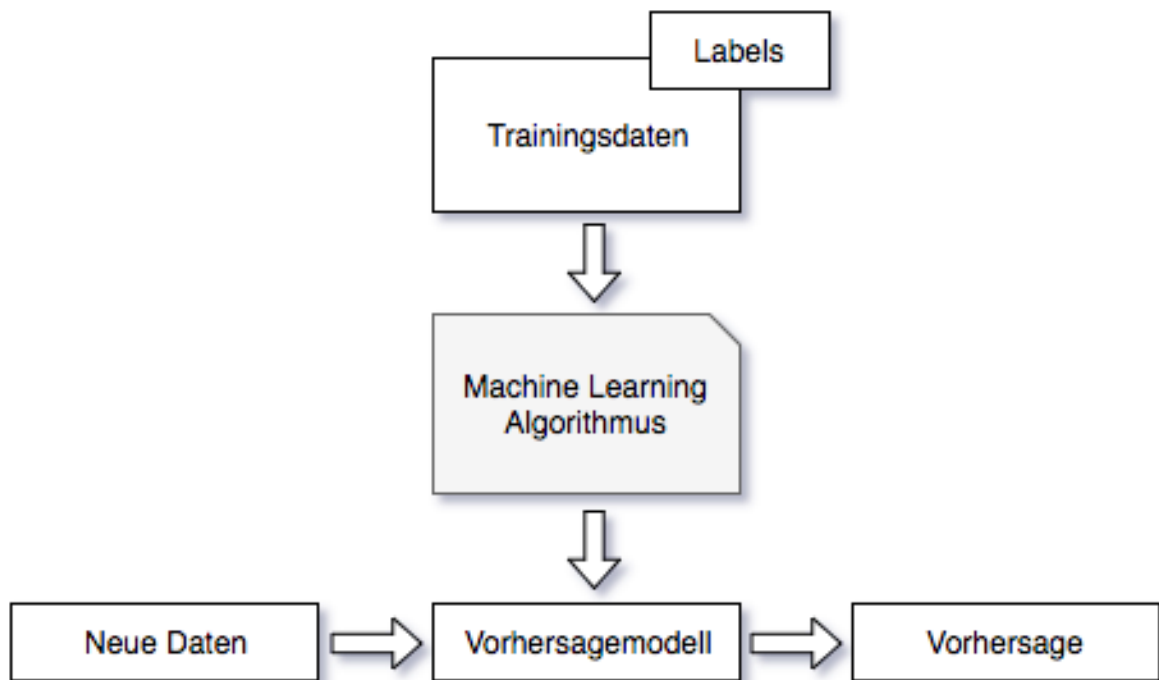 Labels
Trainingsdaten
Machine Learning
Algorithmus
Neue Daten
Vorhersagemodell
Vorhersage